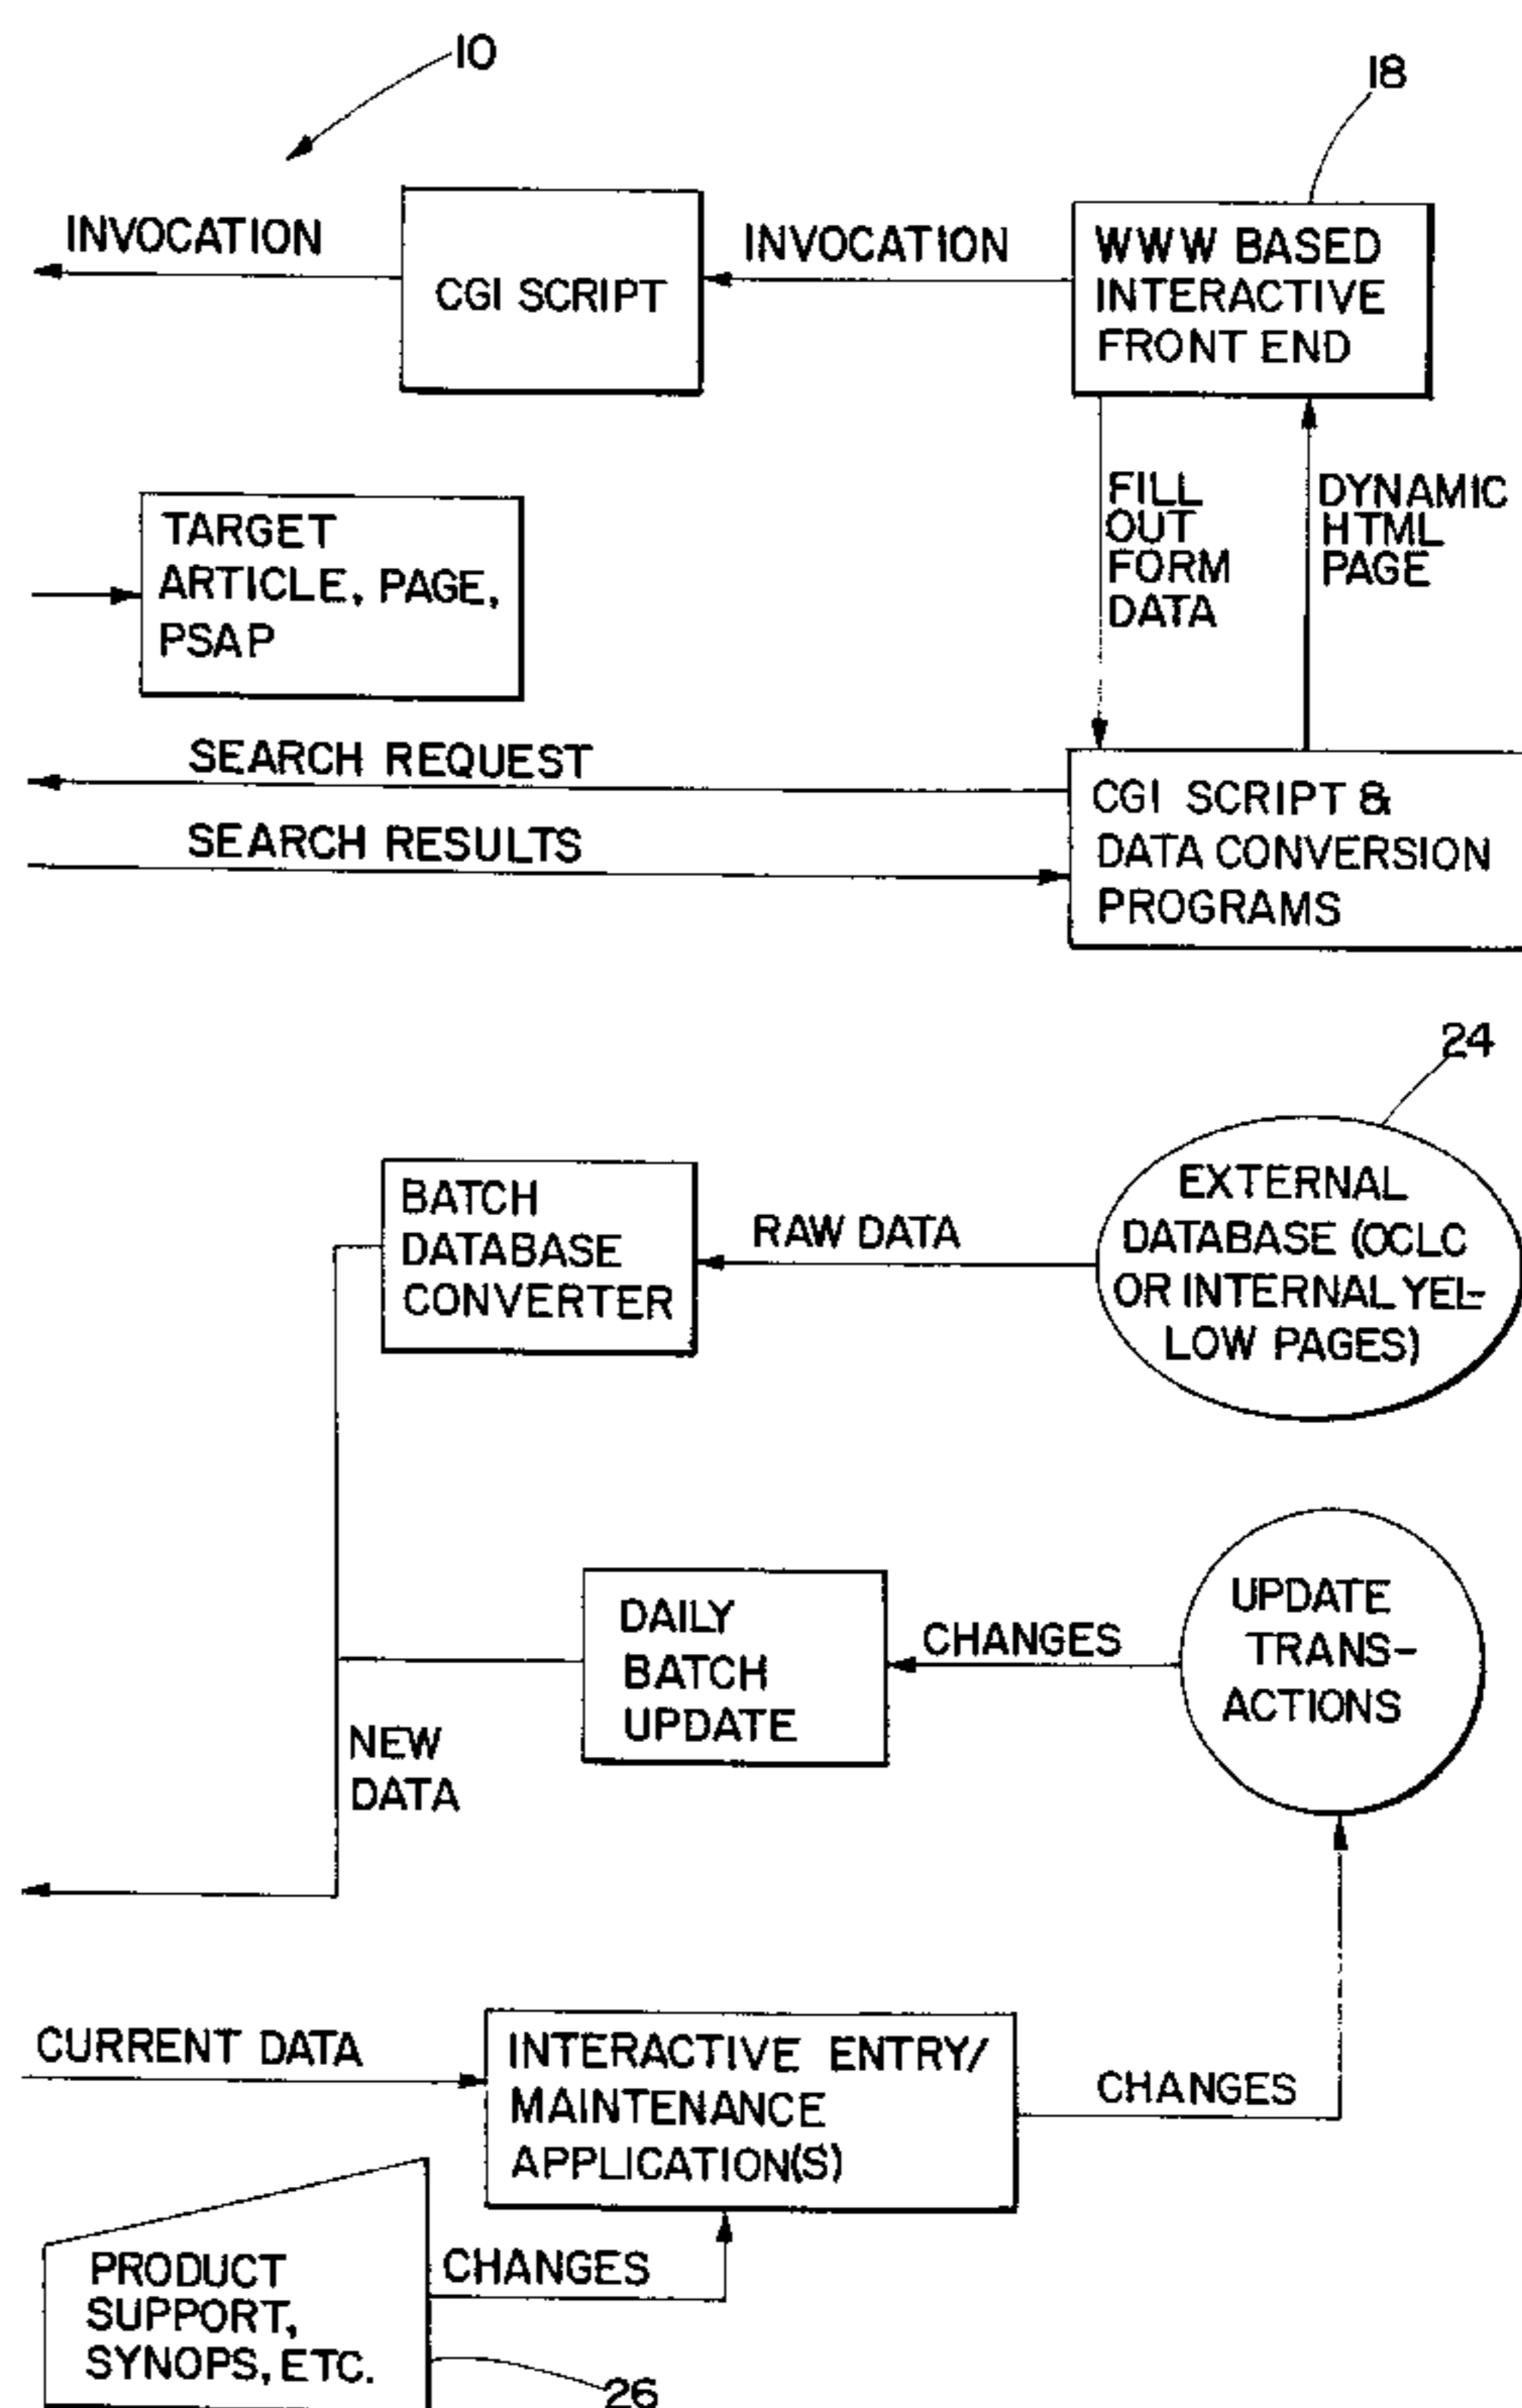 10
18
INVOCATION
CGI SCRIPT
INVOCATION
WWW BASED
INTERACTIVE
FRONT END
TARGET
ARTICLE, PAGE,
PSAP
FILL
OUT
FORM
DATA
DYNAMIC
HTML
PAGE
SEARCH REQUEST
SEARCH RESULTS
CGI SCRIPT &
DATA CONVERSION
PROGRAMS
24
BATCH
DATABASE
CONVERTER
RAW DATA
EXTERNAL
DATABASE (OCLC
OR INTERNAL YEL-
LOW PAGES)
DAILY
BATCH
UPDATE
CHANGES
UPDATE
TRANS-
ACTIONS
NEW
DATA
CURRENT DATA
INTERACTIVE ENTRY/
MAINTENANCE
APPLICATION(S)
CHANGES
PRODUCT
SUPPORT,
SYNOPS, ETC.
CHANGES
26